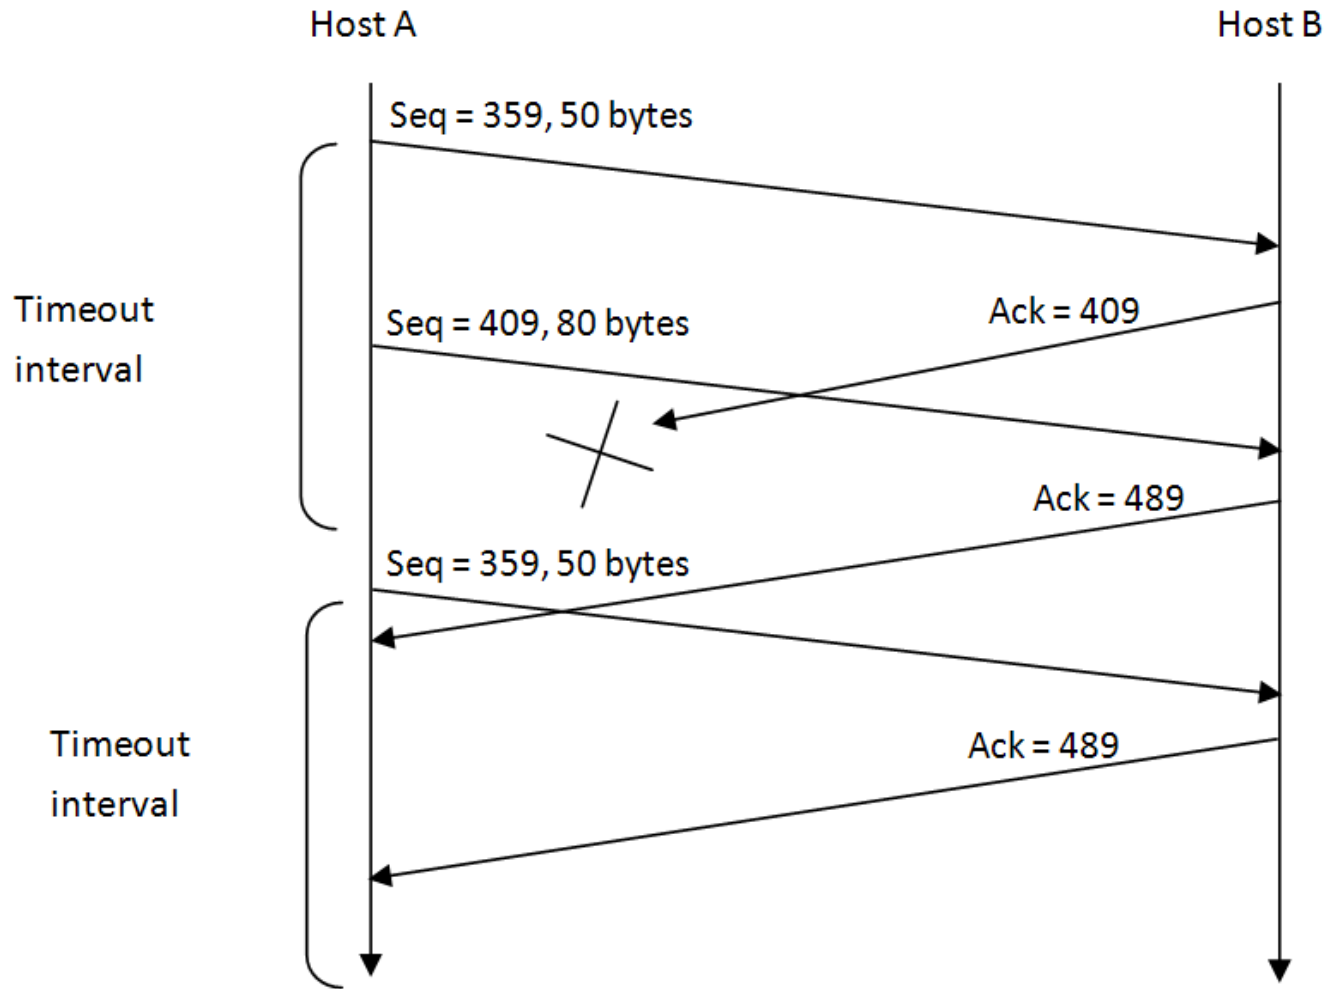 Host A
Host B
Seq = 359, 50 bytes
Timeout
interval
Ack = 409
Seq = 409, 80 bytes
Ack = 489
Seq = 359, 50 bytes
Timeout
interval
Ack = 489